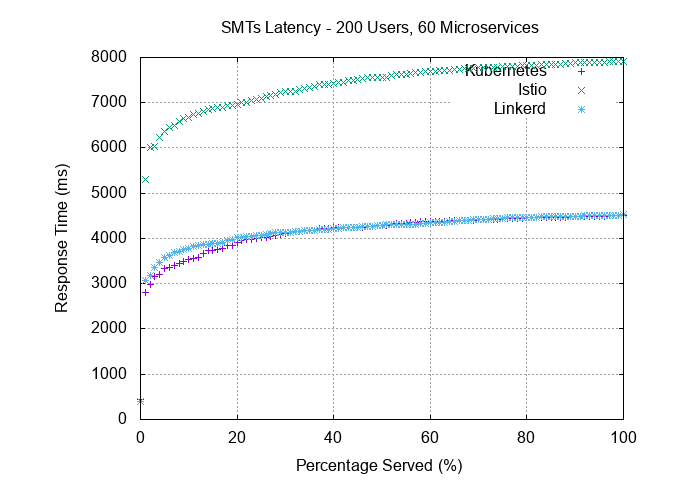 SMTs Latency - 200 Users, 60 Microservices
8000
7000
6000
5000
4000
3000
2000
1000
0
Response Time (ms)
Kubernetes
Istio
Linkerd
0 20 40 60 80 100
Percentage Served (%)